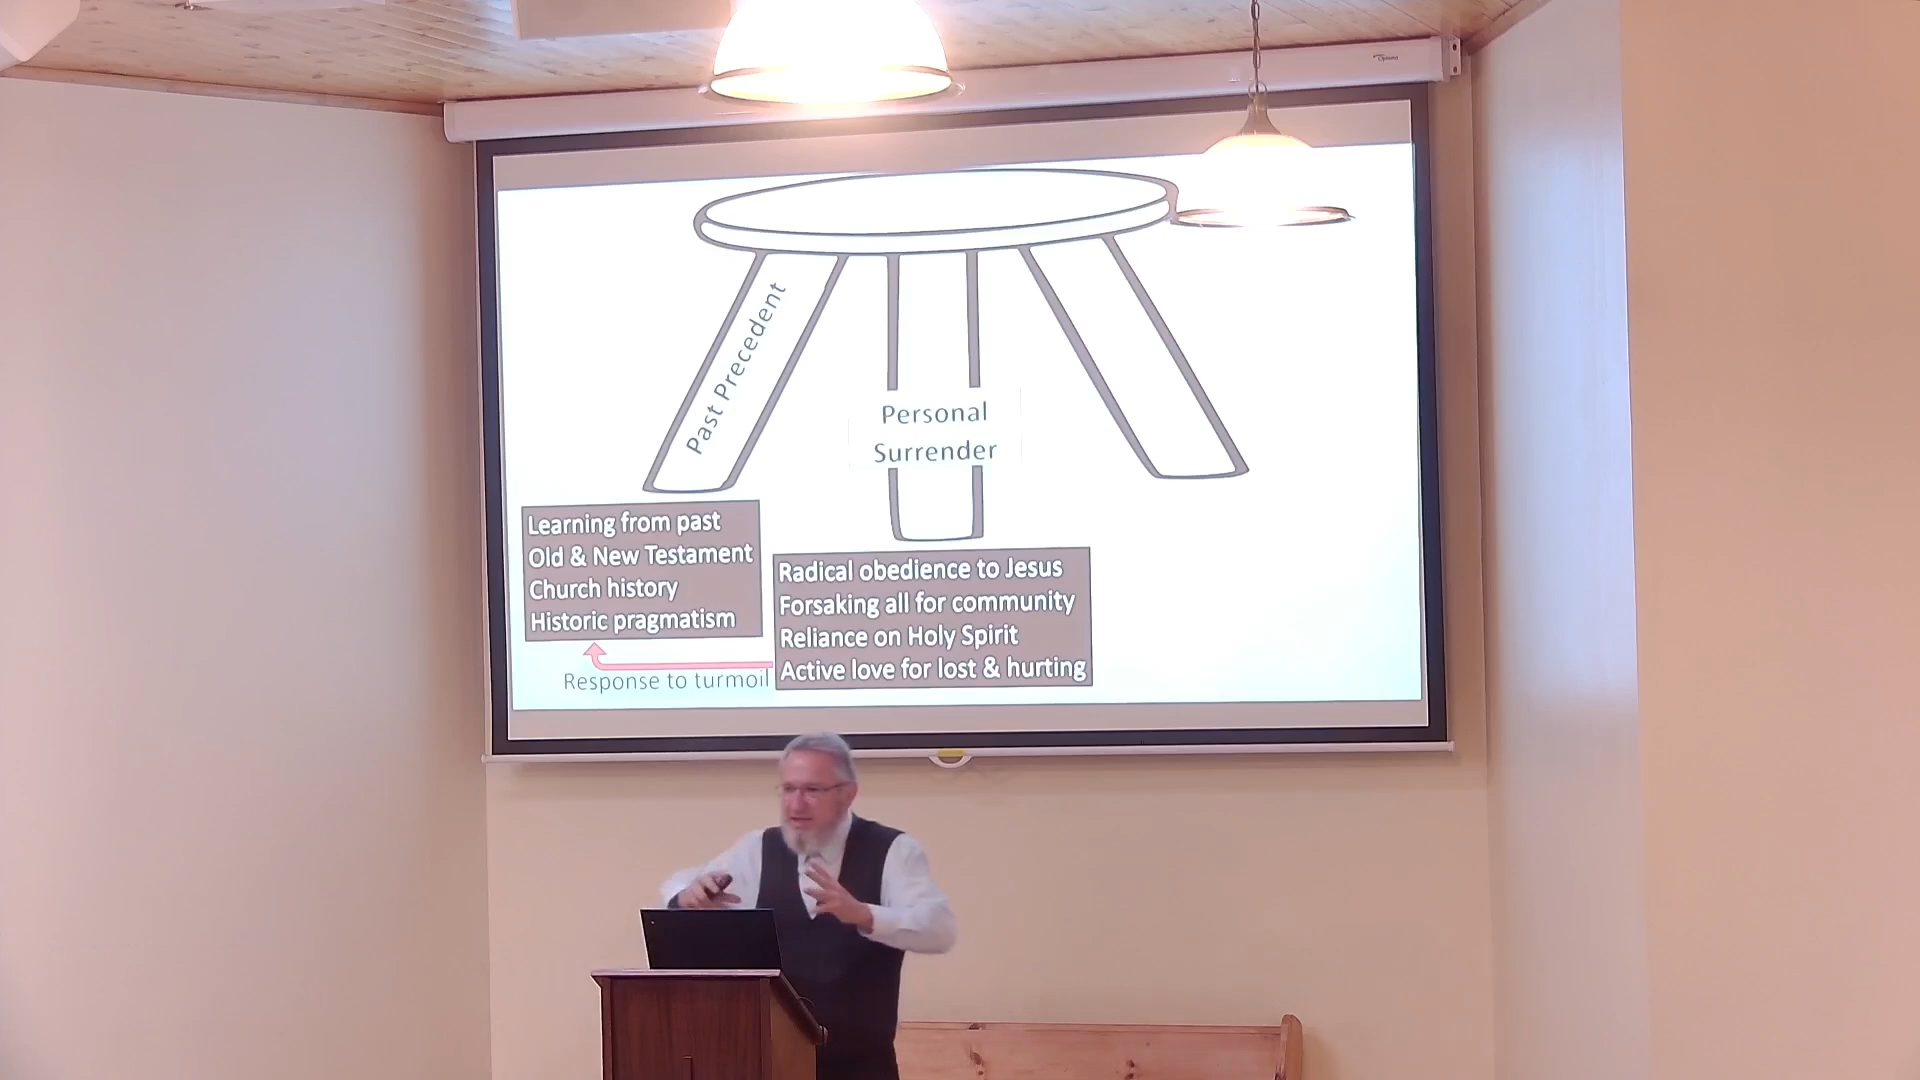 Optoma
Past Precedent
Personal
Surrender
Learning from past
Old & New Testament
Church history
Historic pragmatism
Radical obedience to Jesus
Forsaking all for community
Reliance on Holy Spirit
Active love for lost & hurting
Response to turmoil